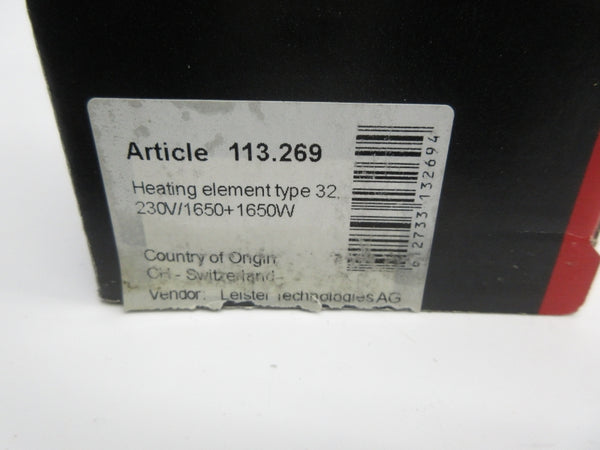 Article 113.269
Heating element type 32,
230V/1650+1650W
Country of Origin
CH - Switzerland
Vendor: Leister Technologies AG
612733132694